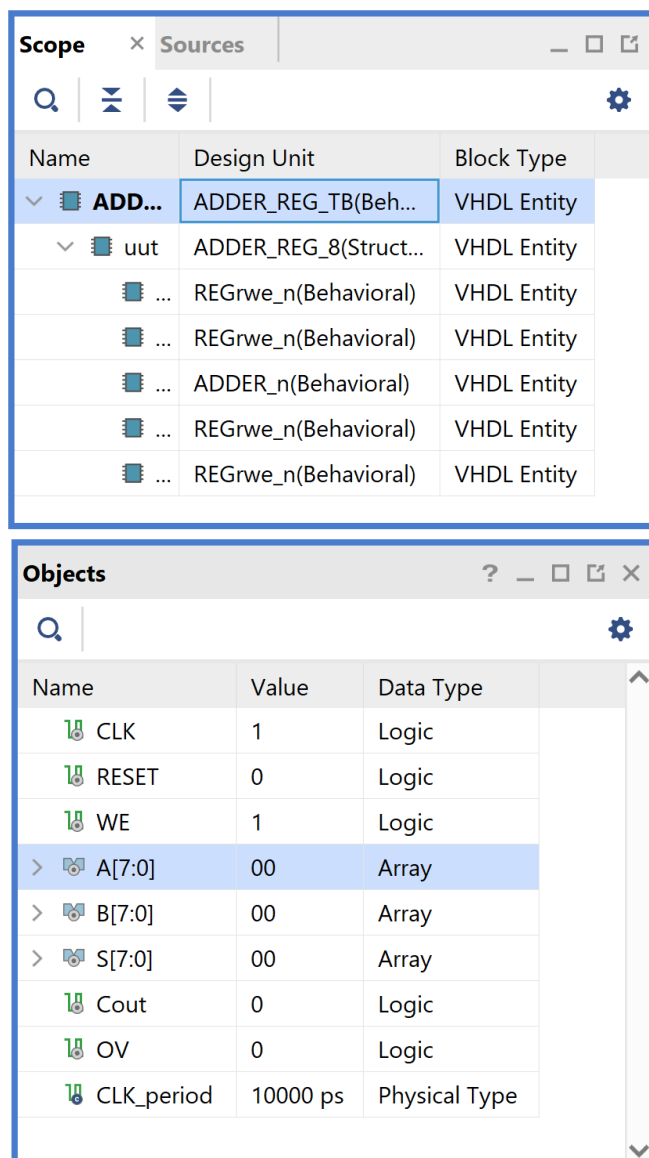 Scope × Sources
Name Design Unit Block Type
ADD... ADDER_REG_TB(Beh... VHDL Entity
uut ADDER_REG_8(Struct... VHDL Entity
... REGrwe_n(Behavioral) VHDL Entity
... REGrwe_n(Behavioral) VHDL Entity
... ADDER_n(Behavioral) VHDL Entity
... REGrwe_n(Behavioral) VHDL Entity
... REGrwe_n(Behavioral) VHDL Entity
Objects ?
Name Value Data Type
CLK 1 Logic
RESET 0 Logic
WE 1 Logic
A[7:0] 00 Array
B[7:0] 00 Array
S[7:0] 00 Array
Cout 0 Logic
OV 0 Logic
CLK_period 10000 ps Physical Type